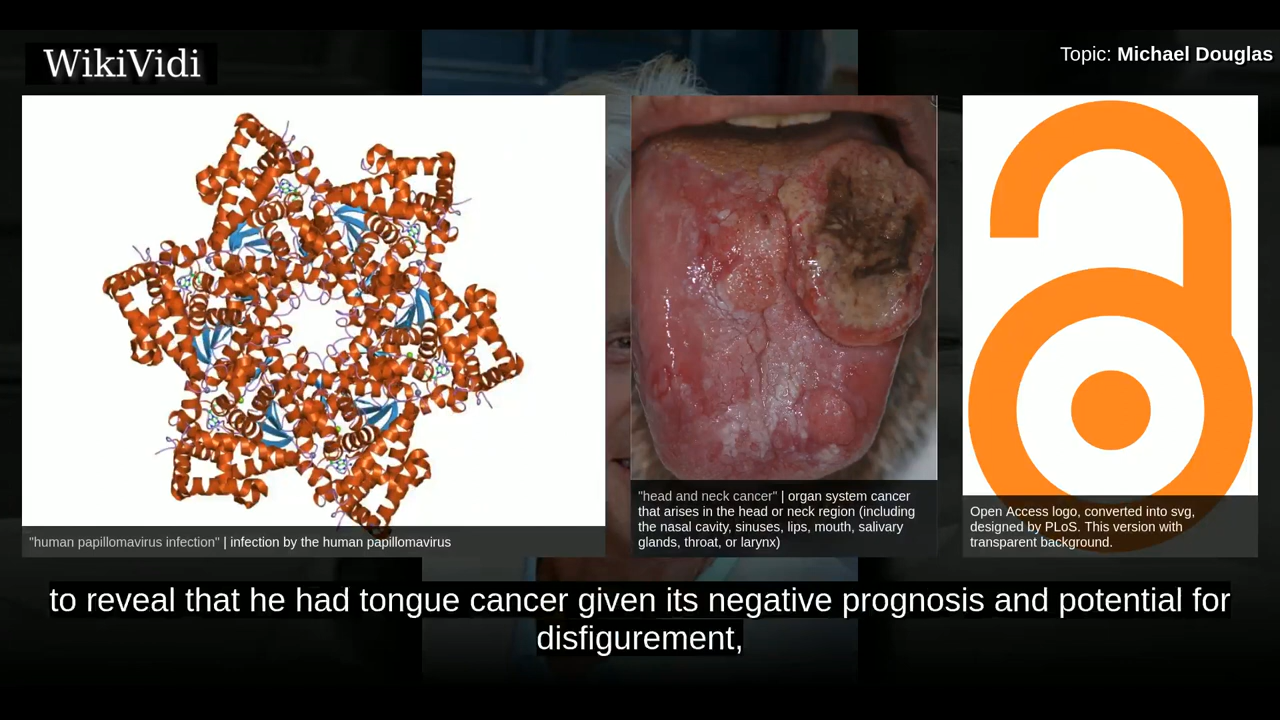 WikiVidi
Topic: Michael Douglas
"human papillomavirus infection" | infection by the human papillomavirus
"head and neck cancer" | organ system cancer
that arises in the head or neck region (including
the nasal cavity, sinuses, lips, mouth, salivary
glands, throat, or larynx)
Open Access logo, converted into svg,
designed by PLoS. This version with
transparent background.
to reveal that he had tongue cancer given its negative prognosis and potential for
disfigurement,